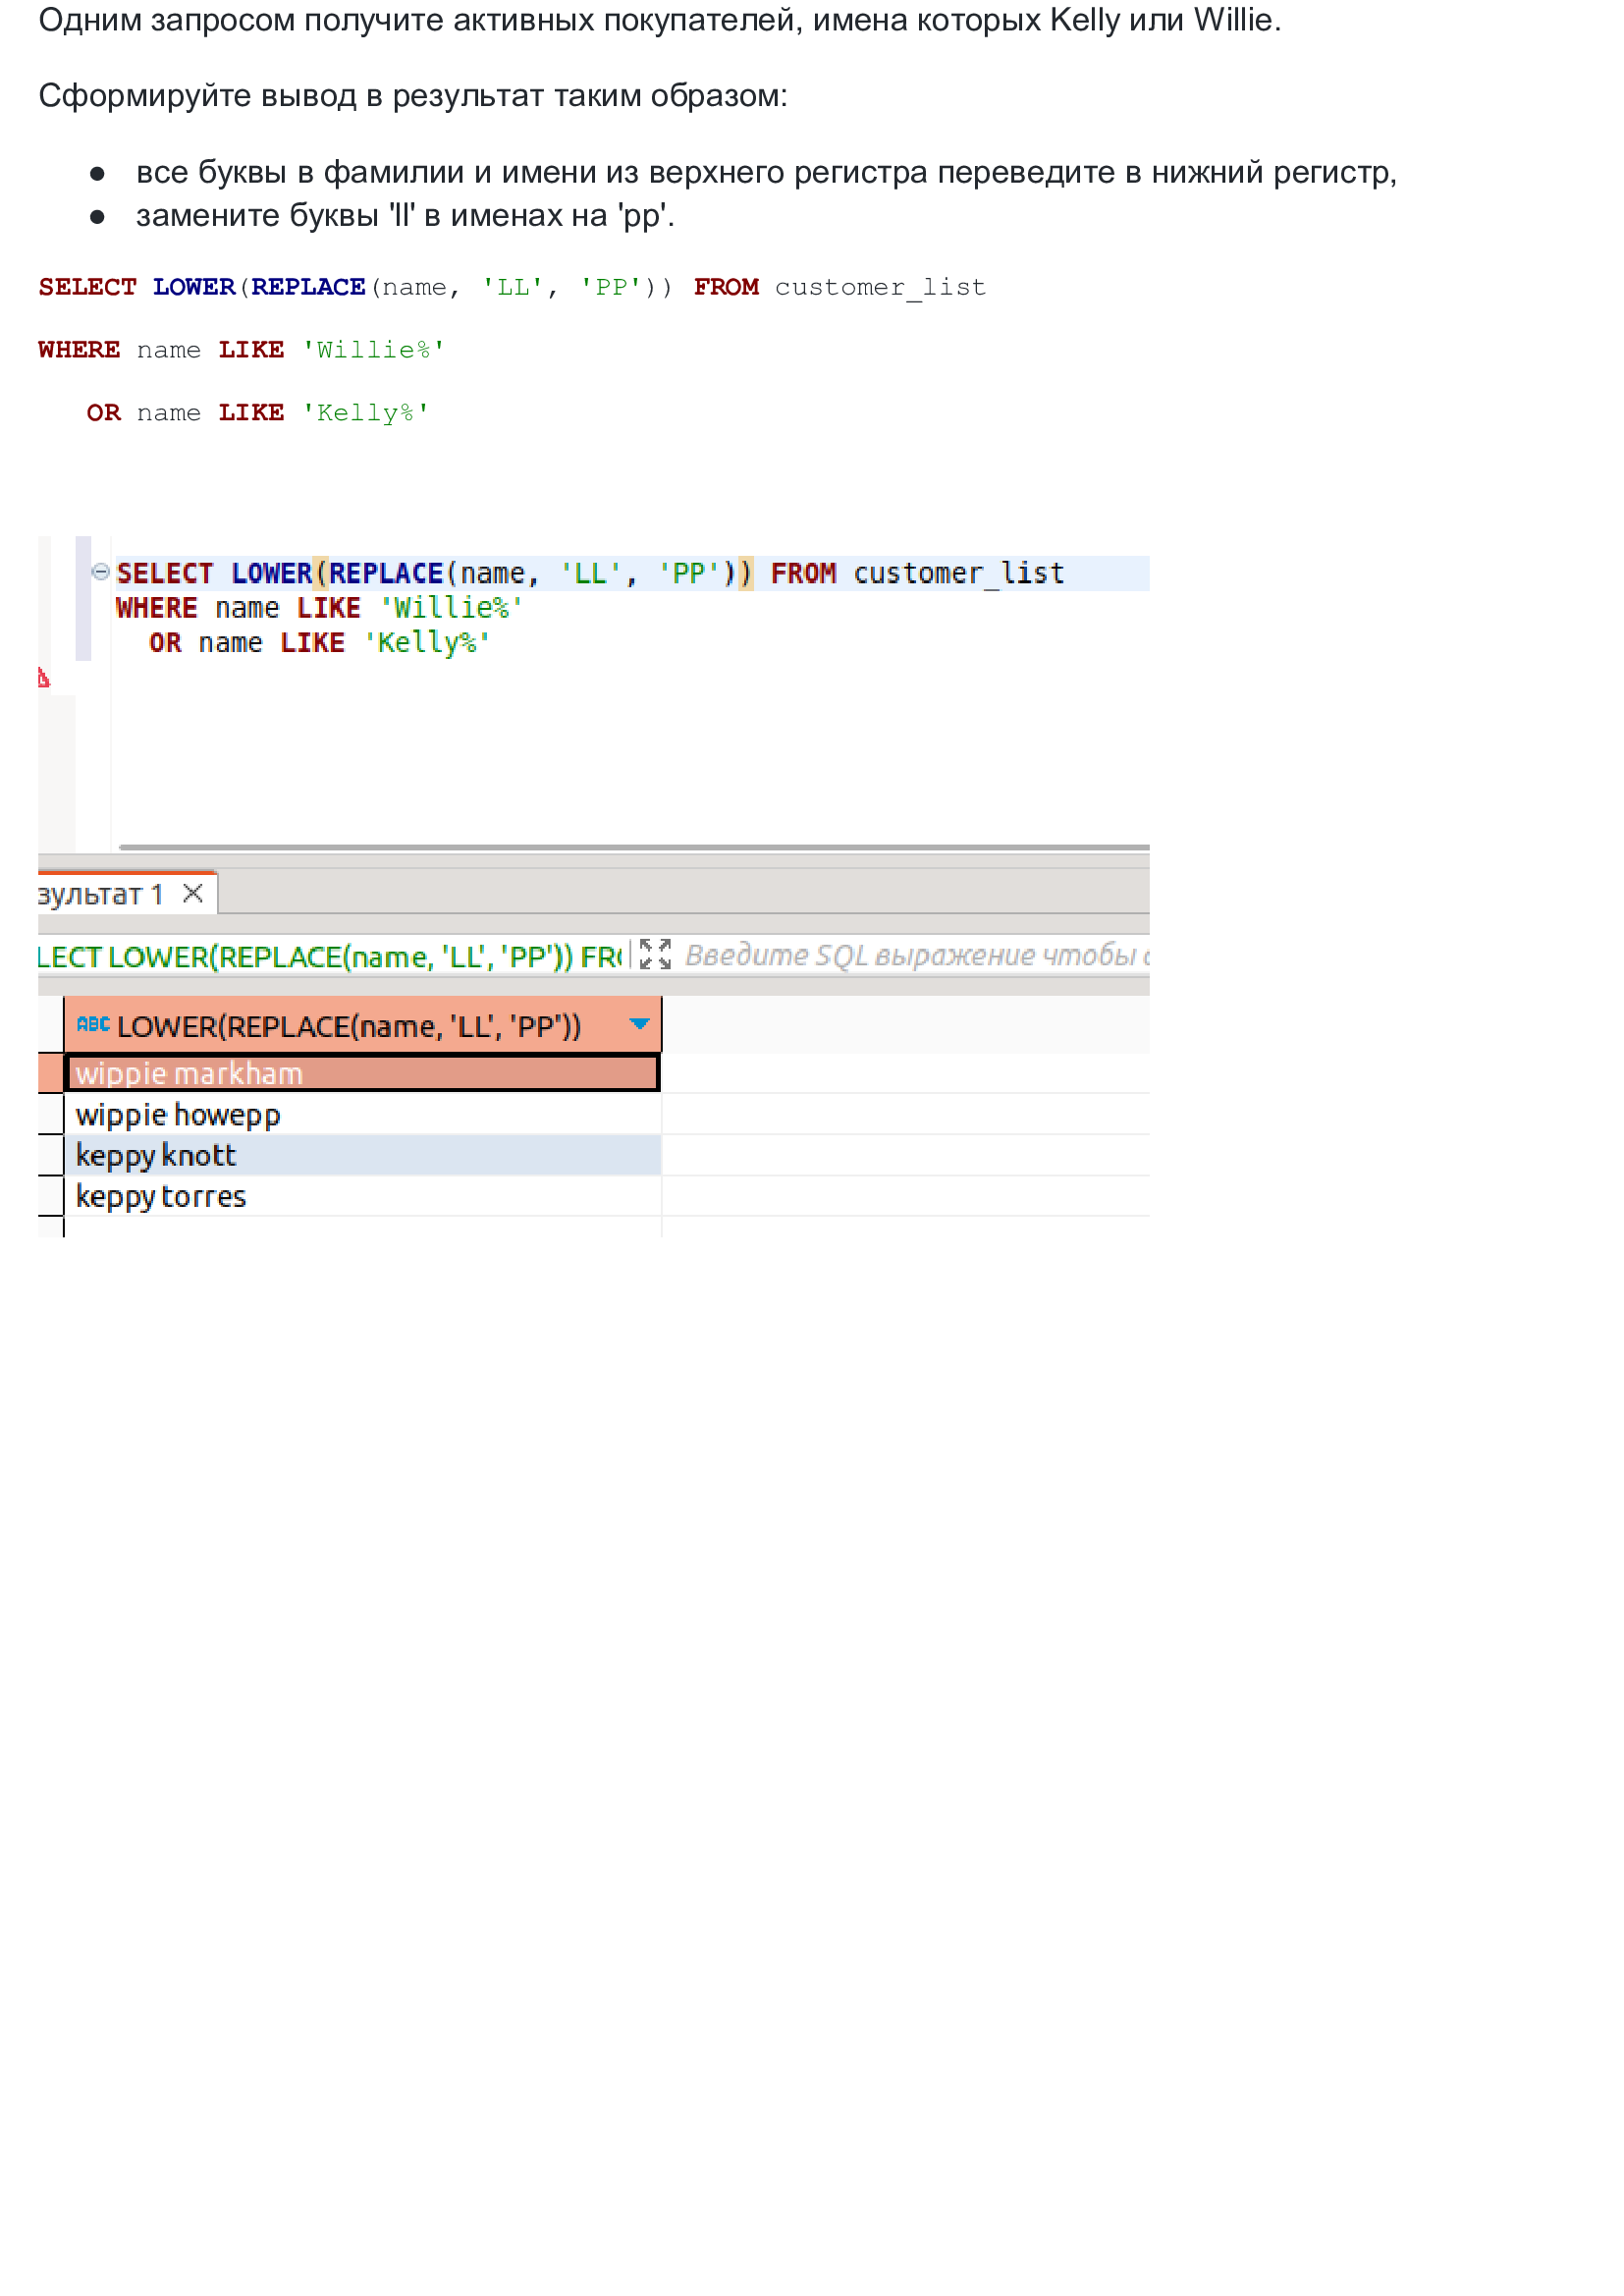 Одним запросом получите активных покупателей, имена которых Kelly или Willie.
Сформируйте вывод в результат таким образом:
● все буквы в фамилии и имени из верхнего регистра переведите в нижний регистр,
● замените буквы 'll' в именах на 'pp'.
SELECT LOWER(REPLACE(name, 'LL', 'PP')) FROM customer_list
WHERE name LIKE 'Willie%'
OR name LIKE 'Kelly%'
SELECT LOWER(REPLACE(name, 'LL', 'PP')) FROM customer_list
WHERE name LIKE 'Willie%'
OR name LIKE 'Kelly%'
зультат 1
LECT LOWER(REPLACE(name, 'LL', 'PP')) FRO Введите SQL выражение чтобы
ABC LOWER(REPLACE(name, 'LL', 'PP'))
wippie markham
wippie howepp
keppy knott
keppy torres